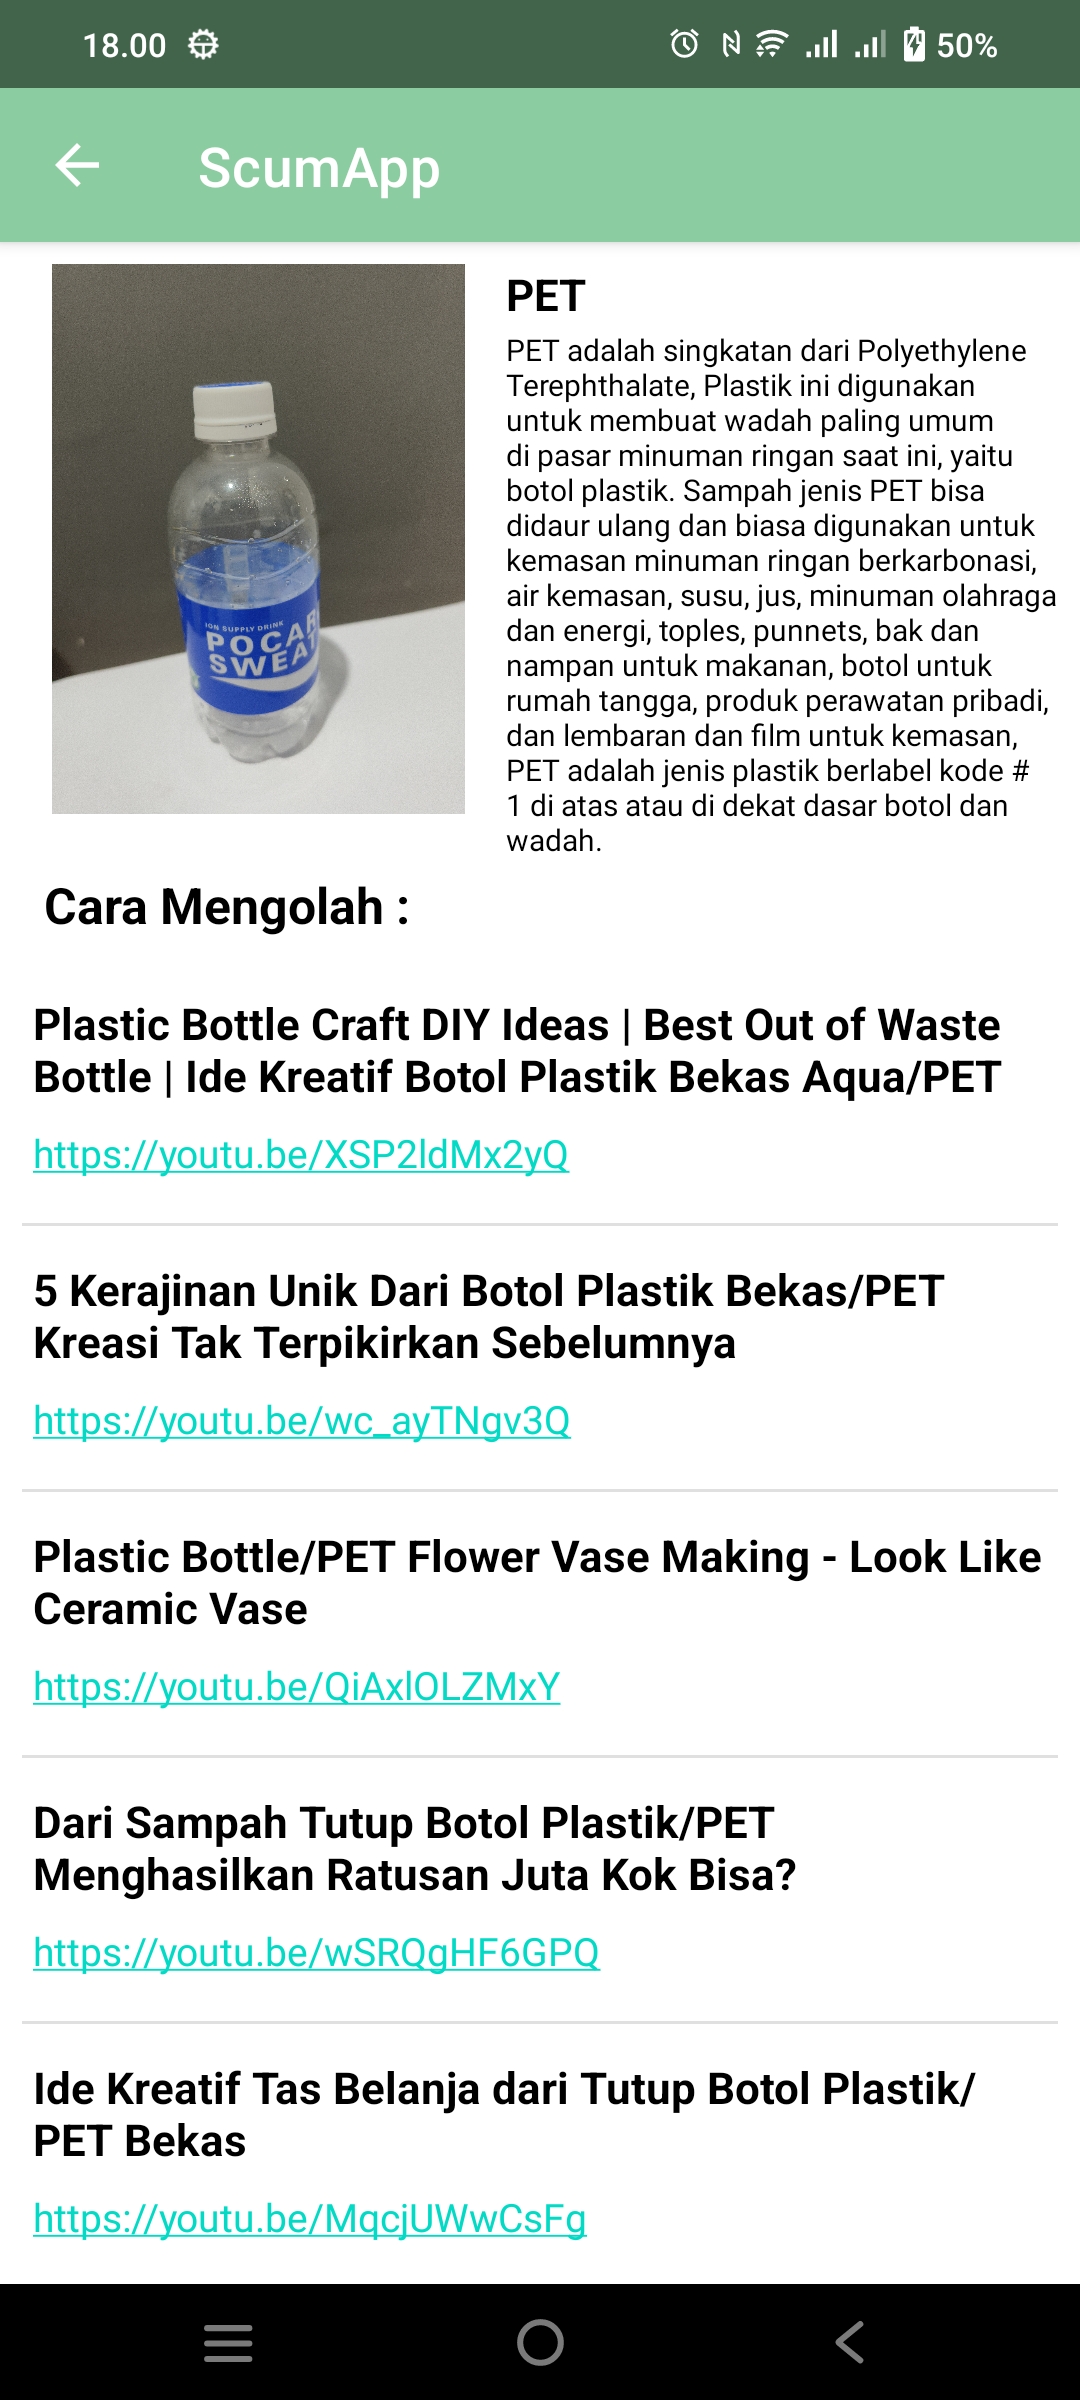 18.00
50%
ScumApp
ION SUPPLY DRINK
POCAR
SWEAT
PET
PET adalah singkatan dari Polyethylene
Terephthalate, Plastik ini digunakan
untuk membuat wadah paling umum
di pasar minuman ringan saat ini, yaitu
botol plastik. Sampah jenis PET bisa
didaur ulang dan biasa digunakan untuk
kemasan minuman ringan berkarbonasi,
air kemasan, susu, jus, minuman olahraga
dan energi, toples, punnets, bak dan
nampan untuk makanan, botol untuk
rumah tangga, produk perawatan pribadi,
dan lembaran dan film untuk kemasan,
PET adalah jenis plastik berlabel kode #
1 di atas atau di dekat dasar botol dan
wadah.
Cara Mengolah :
Plastic Bottle Craft DIY Ideas | Best Out of Waste
Bottle | Ide Kreatif Botol Plastik Bekas Aqua/PET
https://youtu.be/XSP2ldMx2yQ
5 Kerajinan Unik Dari Botol Plastik Bekas/PET
Kreasi Tak Terpikirkan Sebelumnya
https://youtu.be/wc_ayTNgv3Q
Plastic Bottle/PET Flower Vase Making - Look Like
Ceramic Vase
https://youtu.be/QiAxlOLZMxY
Dari Sampah Tutup Botol Plastik/PET
Menghasilkan Ratusan Juta Kok Bisa?
https://youtu.be/wSRQgHF6GPQ
Ide Kreatif Tas Belanja dari Tutup Botol Plastik/
PET Bekas
https://youtu.be/MqcjUWwCsFg